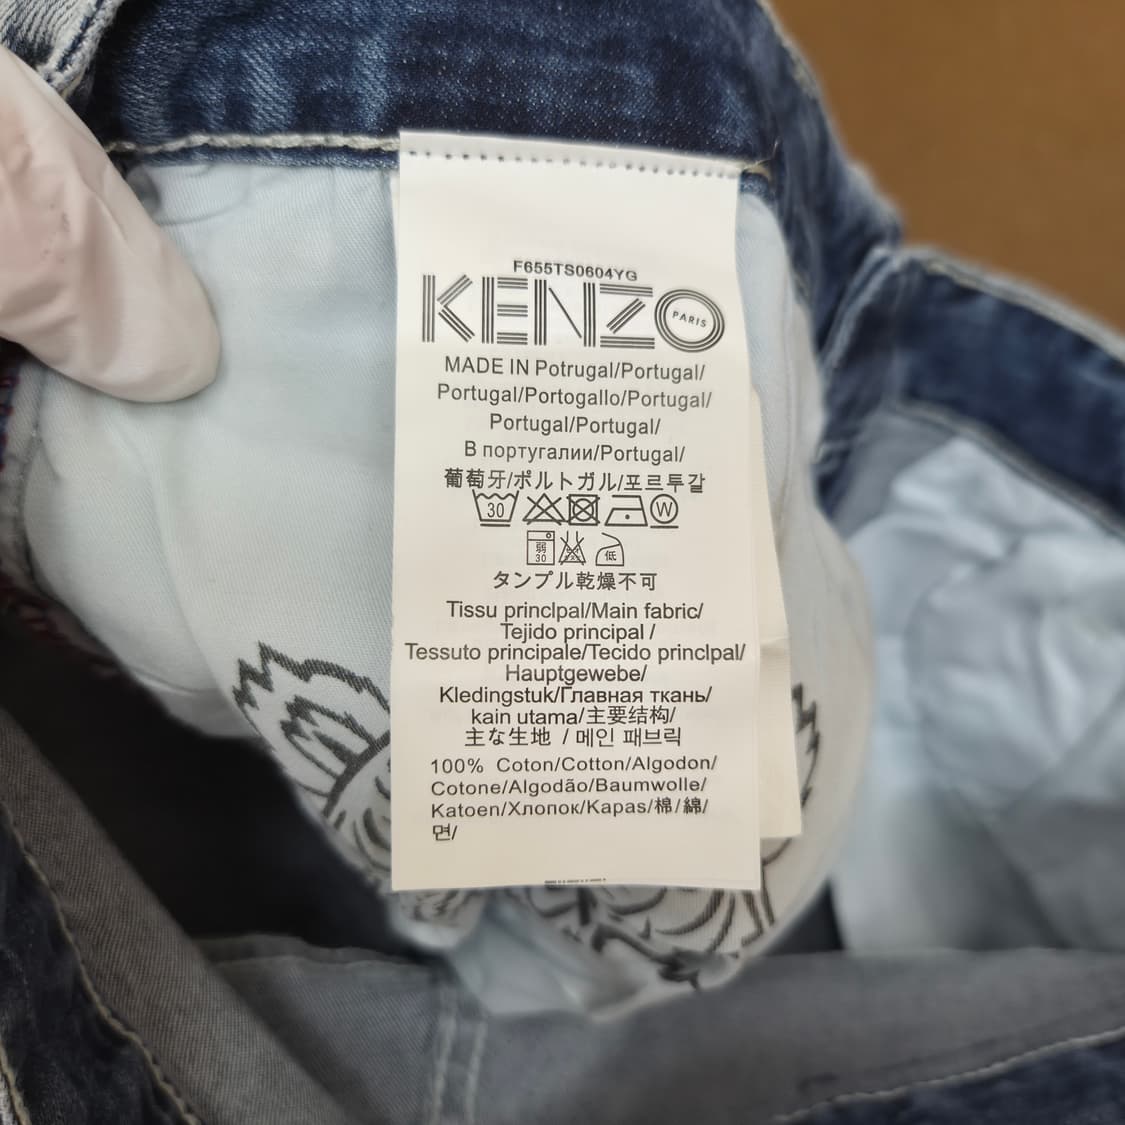 F655TS0604YG
KENZO PARIS
MADE IN Potrugal/Portugal/
Portugal/Portogallo/Portugal/
Portugal/Portugal/
В португалии/Portugal/
葡萄牙/ポルトガル/포르투갈
30 W
弱 30 低
タンプル乾燥不可
Tissu princlpal/Main fabric/
Tejido principal /
Tessuto principale/Tecido princlpal/
Hauptgewebe/
Kledingstuk/Главная ткань/
kain utama/主要结构/
主な生地 / 메인 패브릭
100% Coton/Cotton/Algodon/
Cotone/Algodão/Baumwolle/
Katoen/Хлопок/Kapas/棉/綿/
면/